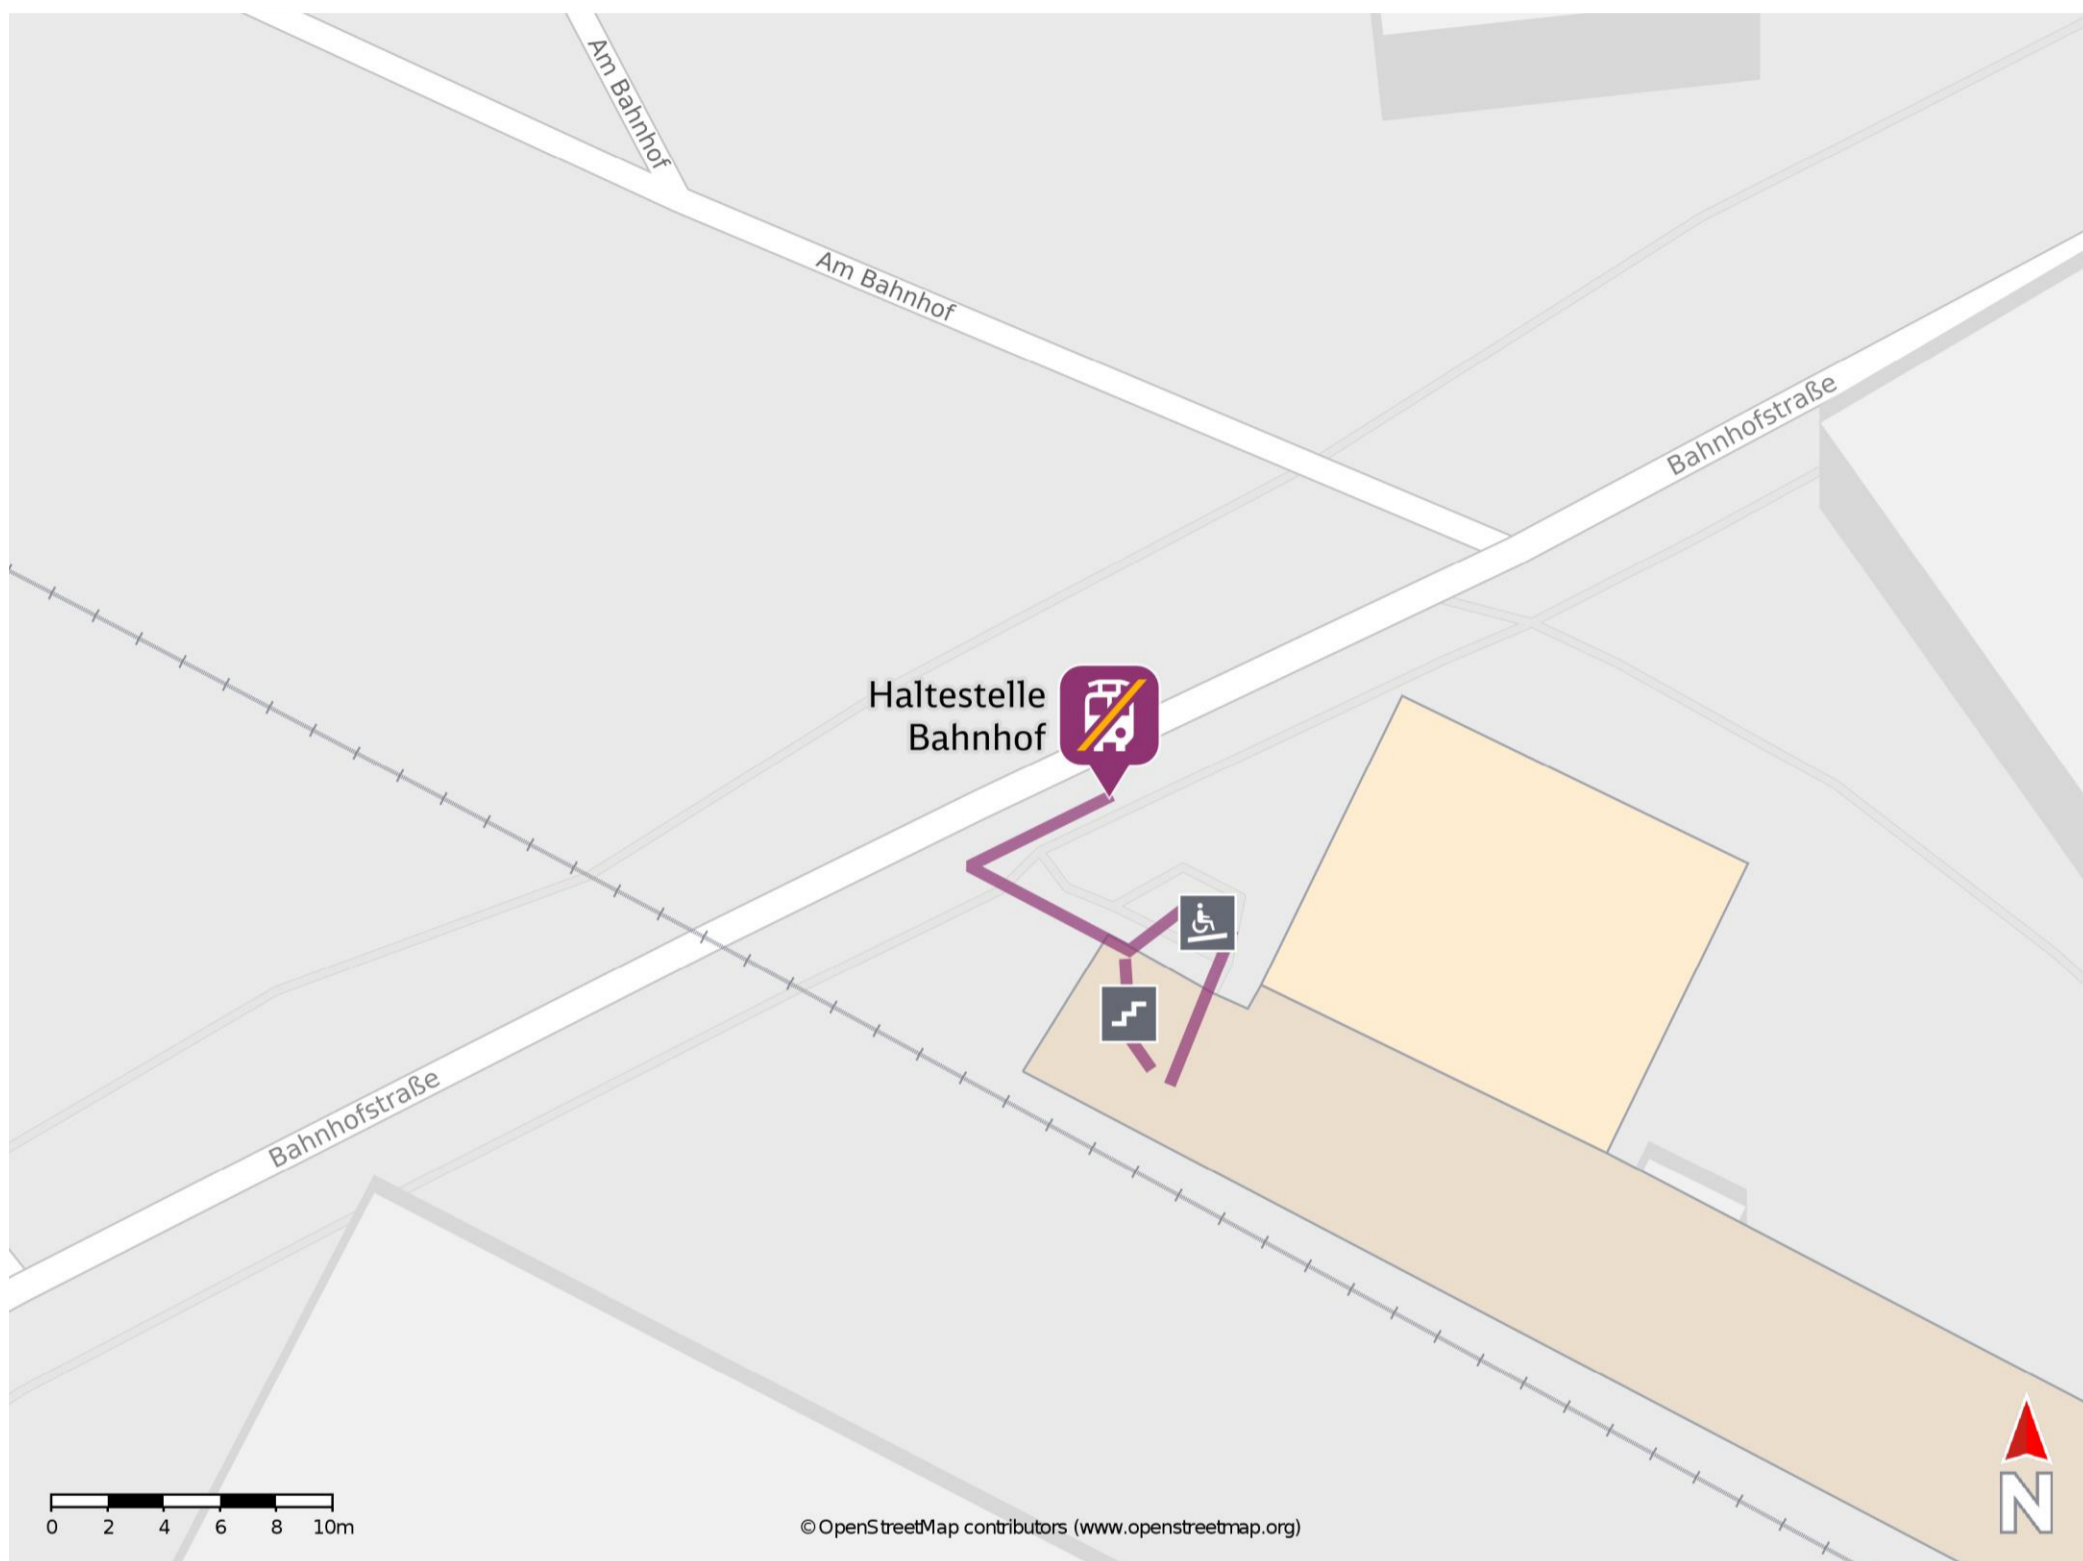 Am Bahnhof
Am Bahnhof
Bahnhofstraße
Haltestelle
Bahnhof
Bahnhofstraße
0 2 4 6 8 10m
© OpenStreetMap contributors (www.openstreetmap.org)
N